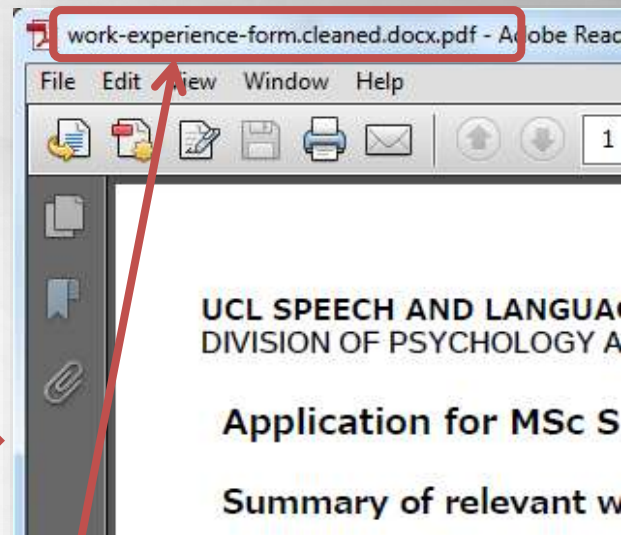 work-experience-form.cleaned.docx.pdf - Adobe Read
File Edit View Window Help
1
UCL SPEECH AND LANGUAG
DIVISION OF PSYCHOLOGY A
Application for MSc S
Summary of relevant w